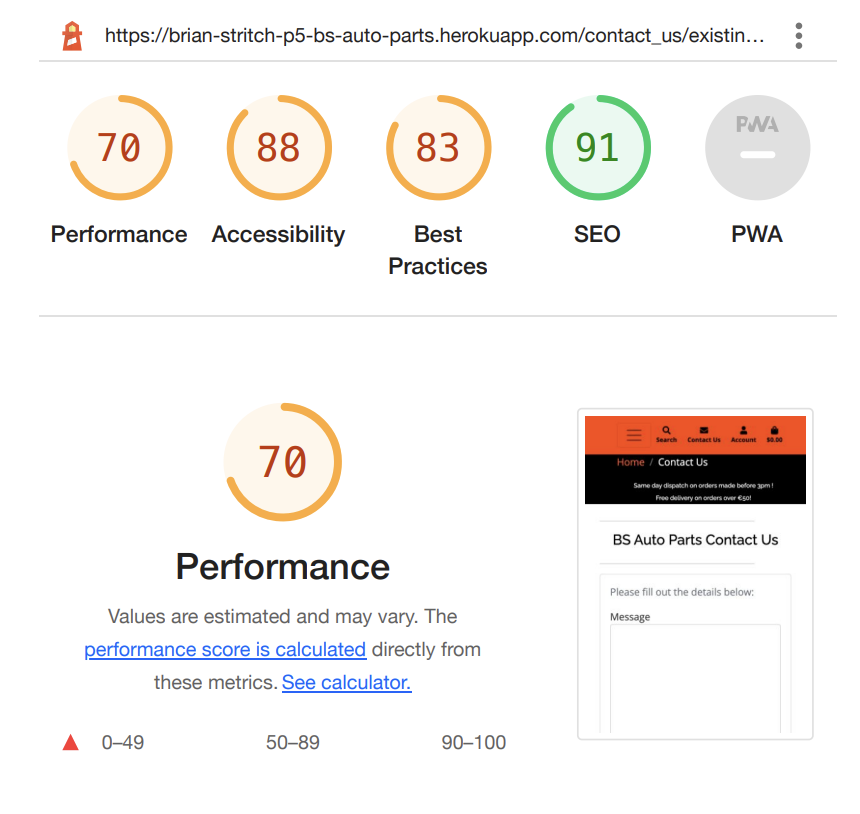 https://brian-stritch-p5-bs-auto-parts.herokuapp.com/contact_us/existin…
70
88
83
91
PWA
Performance
Accessibility
Best
Practices
SEO
PWA
70
Performance
Values are estimated and may vary. The
performance score is calculated directly from
these metrics. See calculator.
0–49
50–89
90–100
Search
Contact Us
Account
$0.00
Home / Contact Us
Same day dispatch on orders made before 3pm !
Free delivery on orders over €50!
BS Auto Parts Contact Us
Please fill out the details below:
Message